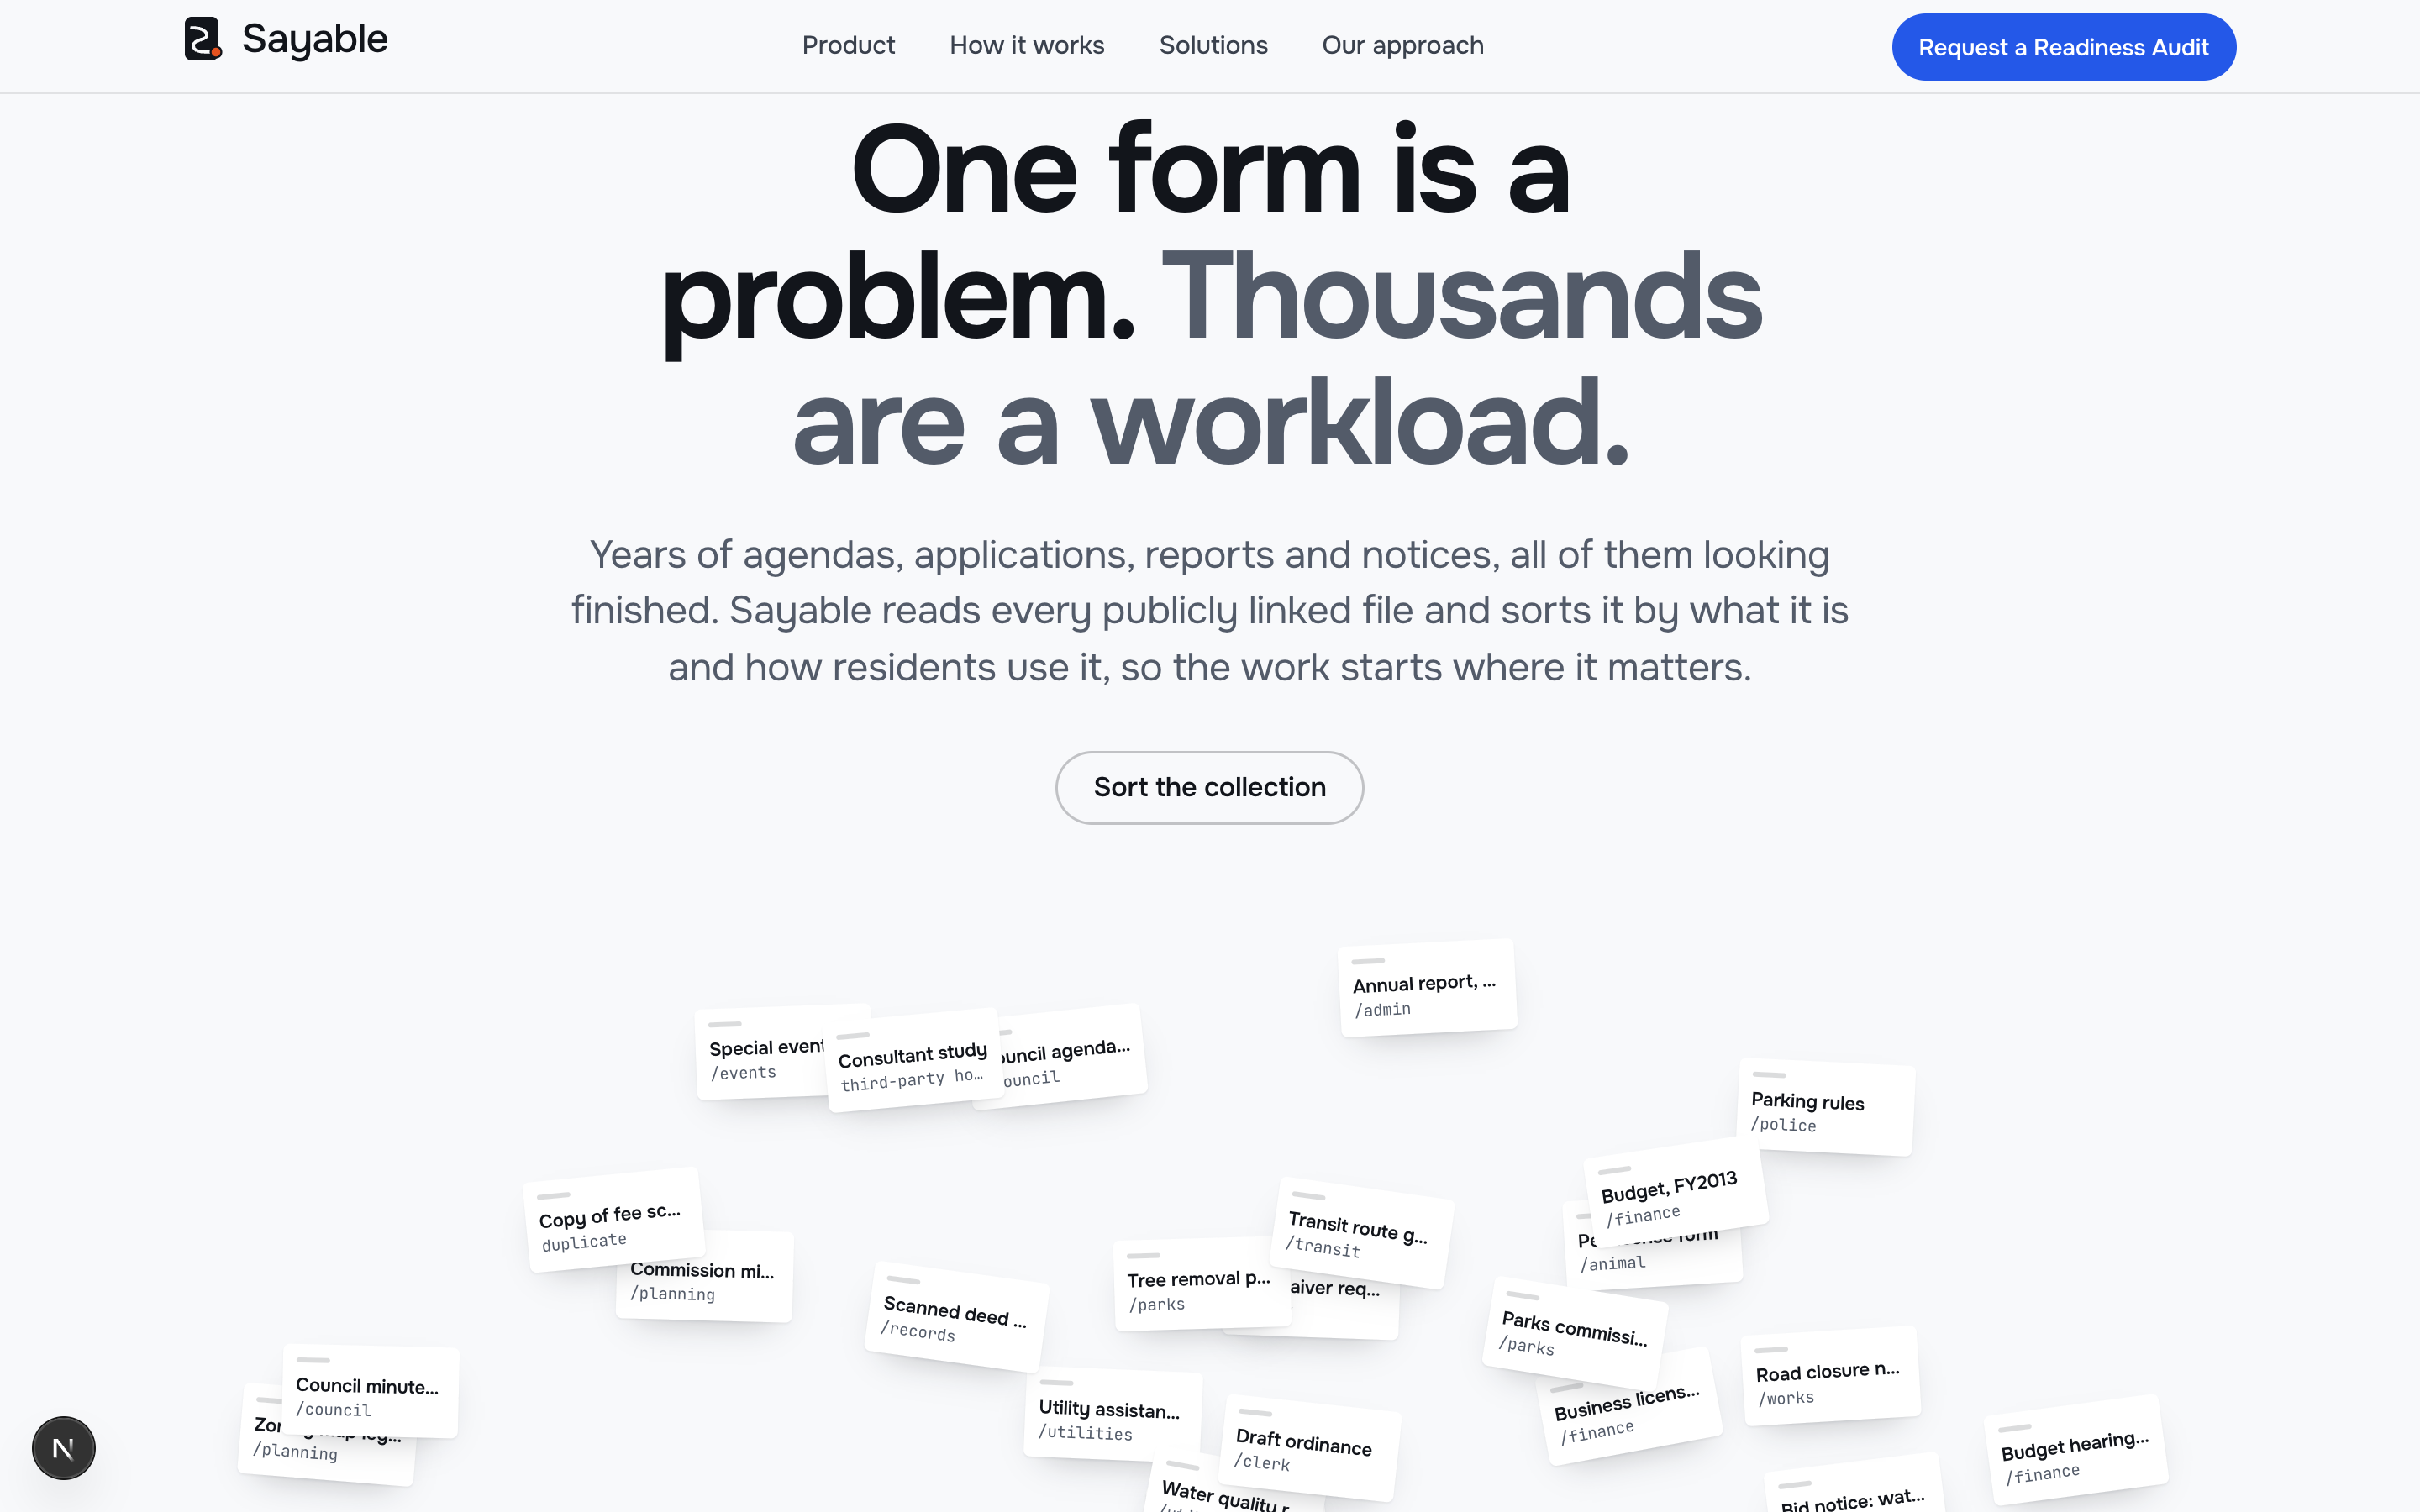 Sayable
Product
How it works
Solutions
Our approach
Request a Readiness Audit
One form is a
problem. Thousands
are a workload.
Years of agendas, applications, reports and notices, all of them looking
finished. Sayable reads every publicly linked file and sorts it by what it is
and how residents use it, so the work starts where it matters.
Sort the collection
Annual report, ...
/admin
Special event
/events
Consultant study
third-party ho...
agenda...
Parking rules
/police
Budget, FY2013
/finance
form
/animal
Copy of fee sc...
duplicate
Commission mi...
/planning
Transit route g...
/transit
Tree removal p...
/parks
req...
Scanned deed ...
/records
Parks commissi...
/parks
Road closure n...
/works
Council minute...
/council
/planning
Business licens...
/finance
Utility assistan...
/utilities
Draft ordinance
/clerk
Budget hearing...
/finance
Water quality r
Bid notice: wat...
N